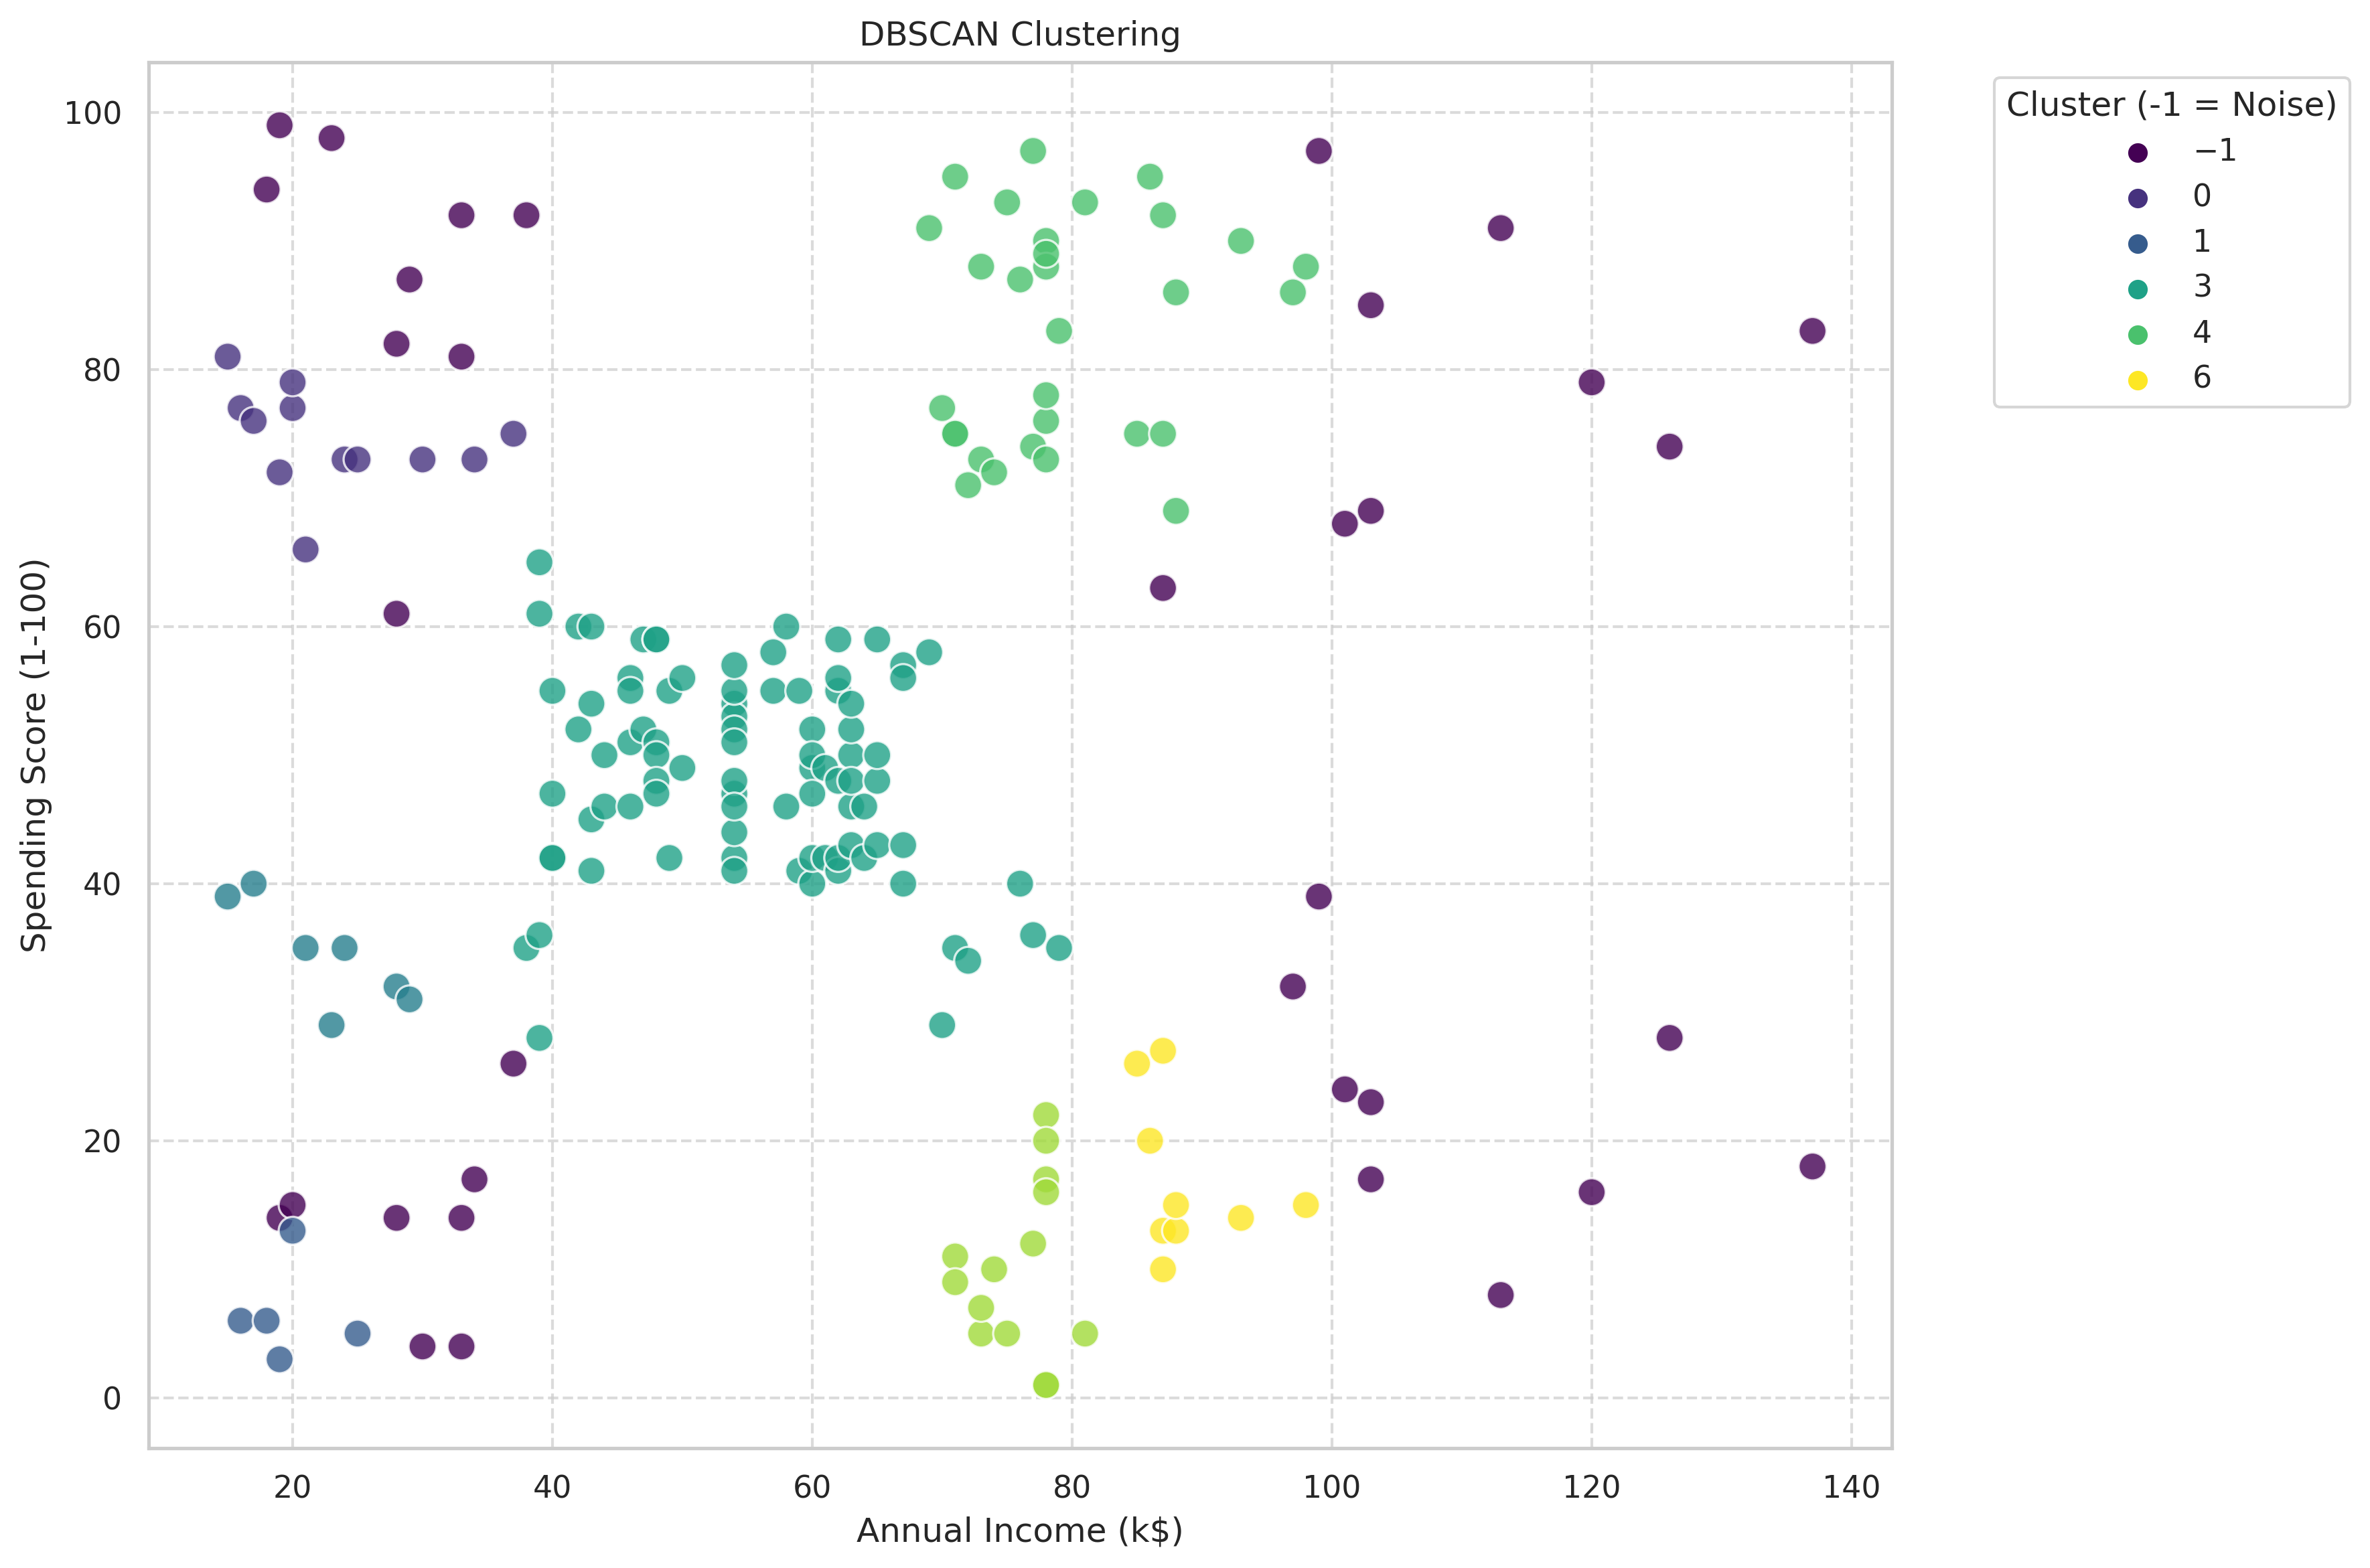 DBSCAN Clustering
100
80
60
40
20
0
Spending Score (1-100)
20 40 60 80 100 120 140
Annual Income (k$)
Cluster (-1 = Noise)
−1
0
1
3
4
6